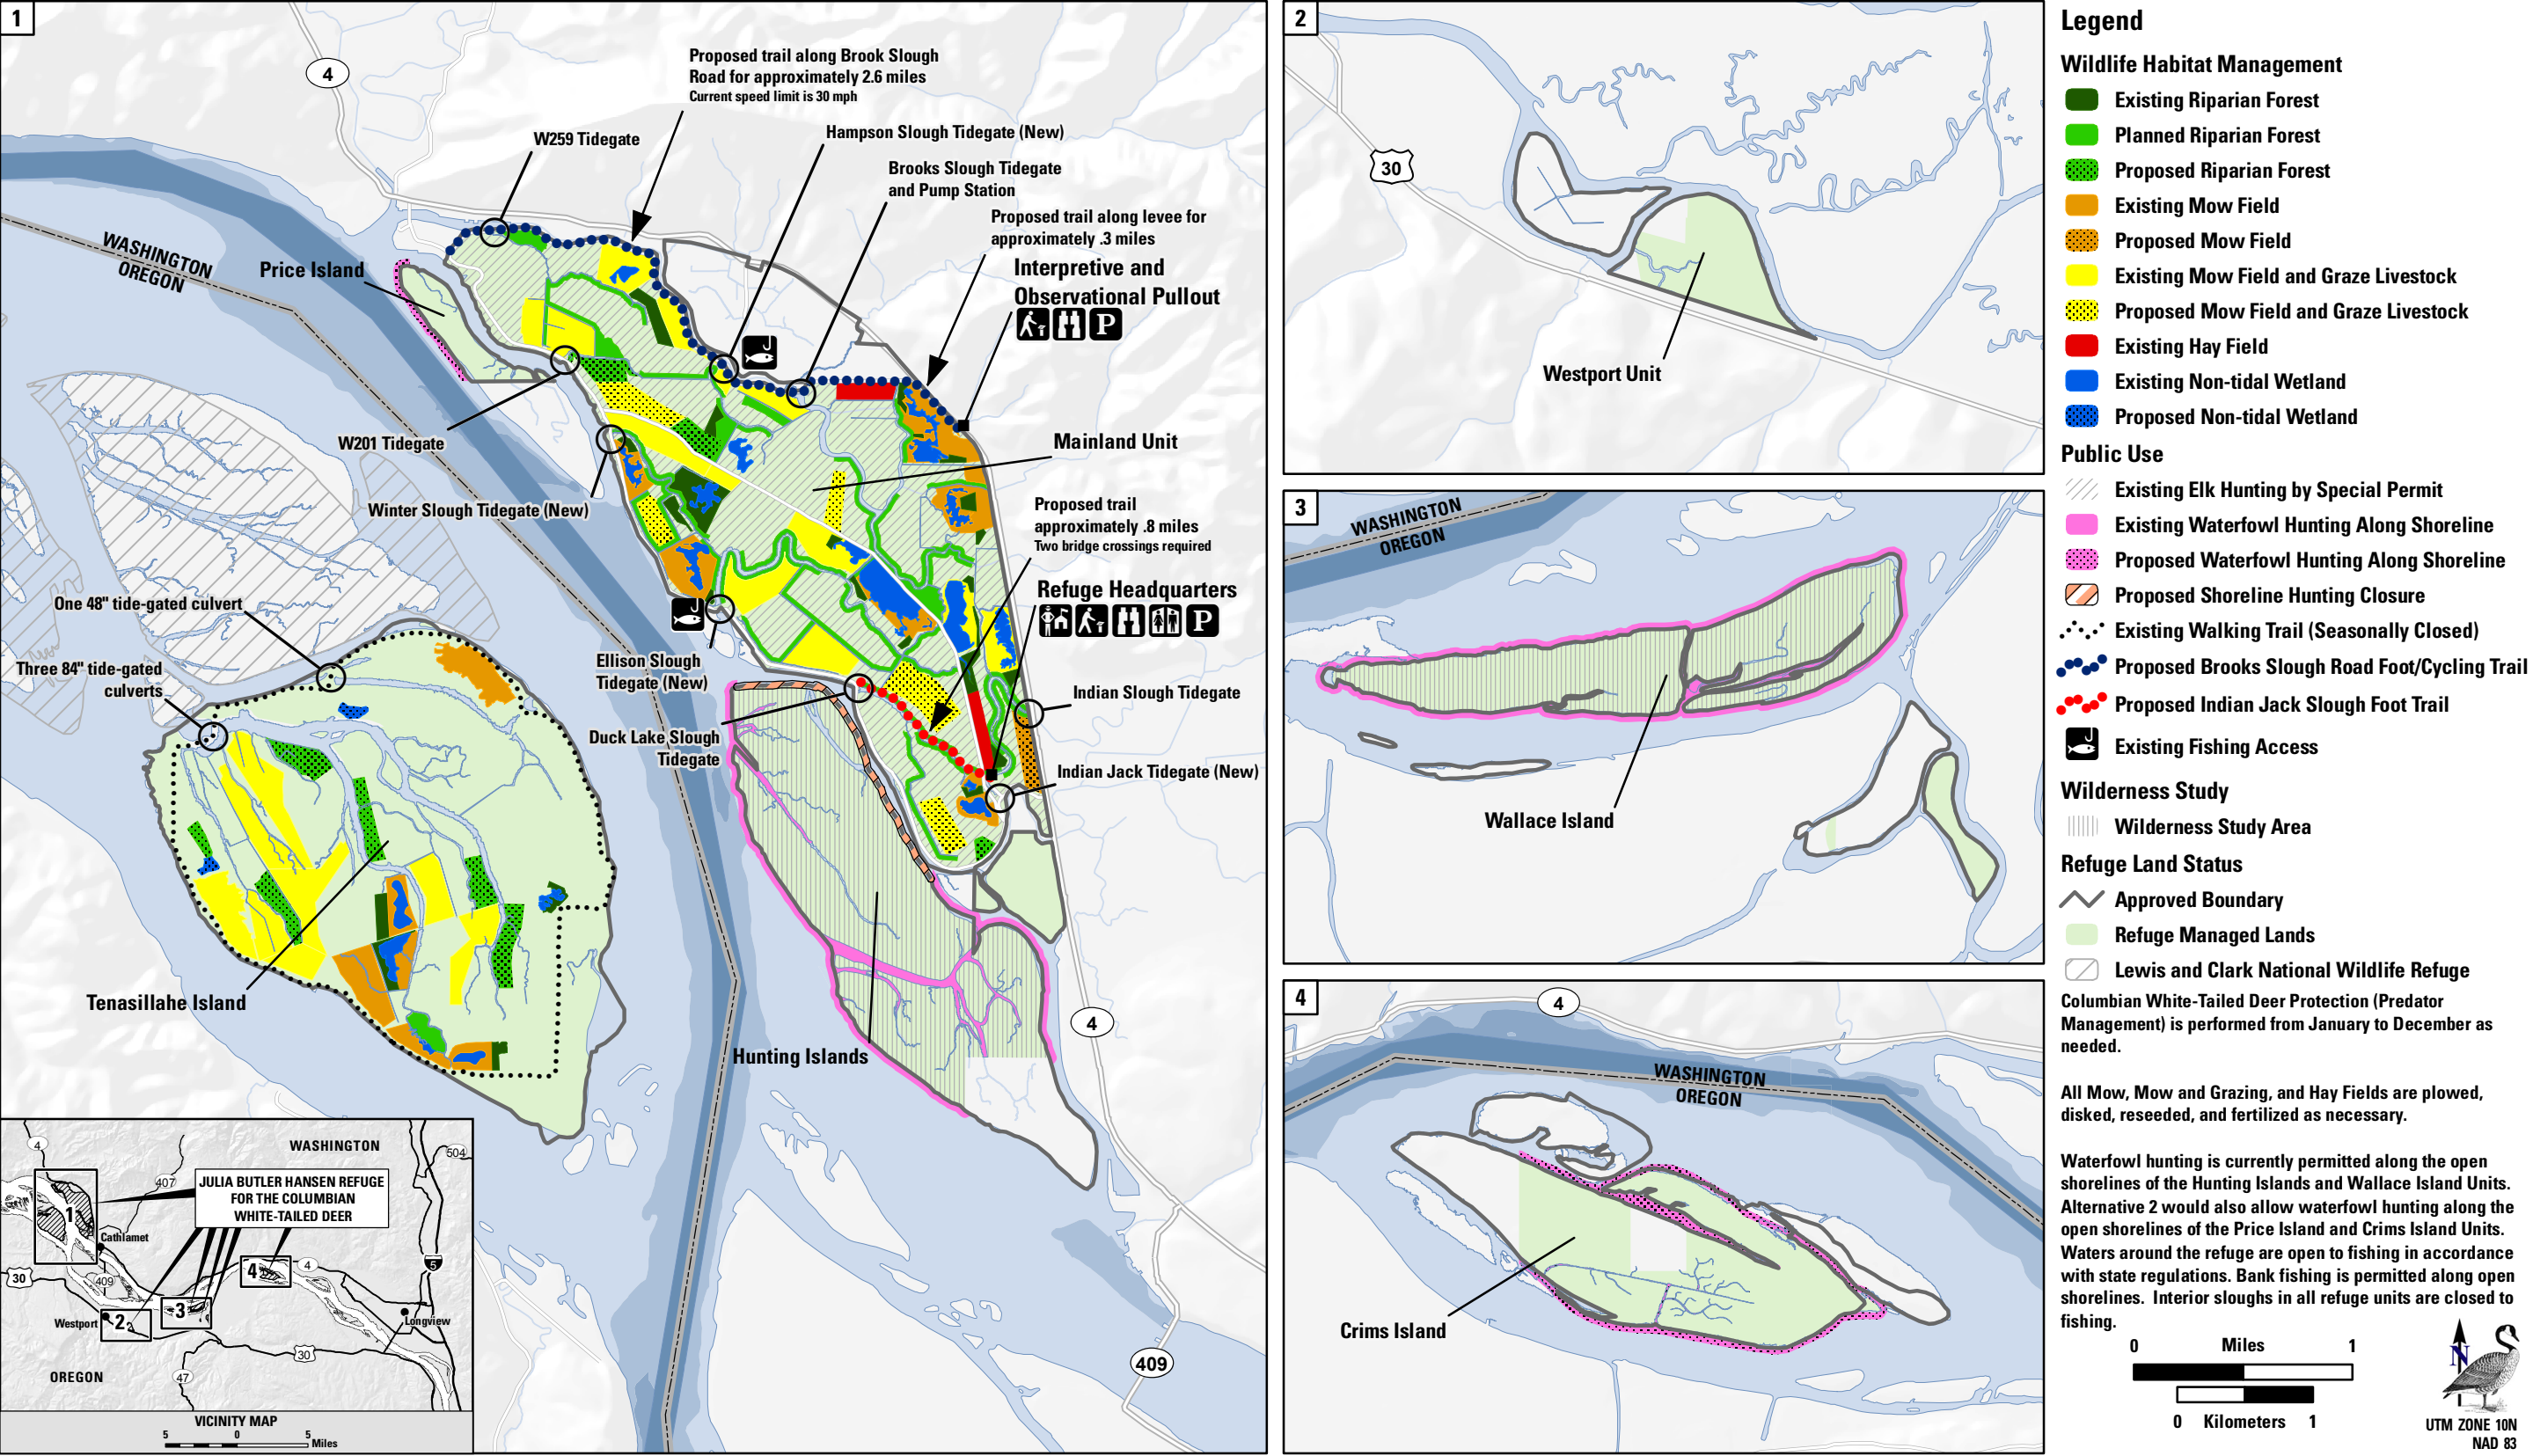 1
4
Proposed trail along Brook Slough
Road for approximately 2.6 miles
Current speed limit is 30 mph
W259 Tidegate
Hampson Slough Tidegate (New)
Brooks Slough Tidegate
and Pump Station
Proposed trail along levee for
approximately .3 miles
Interpretive and
Observational Pullout
P
WASHINGTON
OREGON
Price Island
W201 Tidegate
Mainland Unit
Winter Slough Tidegate (New)
Proposed trail
approximately .8 miles
Two bridge crossings required
Refuge Headquarters
P
One 48" tide-gated culvert
Three 84" tide-gated
culverts
Ellison Slough
Tidegate (New)
Duck Lake Slough
Tidegate
Indian Slough Tidegate
Indian Jack Tidegate (New)
Tenasillahe Island
Hunting Islands
4
409
WASHINGTON
4
504
407
JULIA BUTLER HANSEN REFUGE
FOR THE COLUMBIAN
WHITE-TAILED DEER
1
Cathlamet
4
4
5
30
409
3
Westport
2
Longview
30
OREGON
47
VICINITY MAP
5
0
5
Miles
2
30
Westport Unit
3
WASHINGTON
OREGON
Wallace Island
4
4
WASHINGTON
OREGON
Crims Island
Legend
Wildlife Habitat Management
Existing Riparian Forest
Planned Riparian Forest
Proposed Riparian Forest
Existing Mow Field
Proposed Mow Field
Existing Mow Field and Graze Livestock
Proposed Mow Field and Graze Livestock
Existing Hay Field
Existing Non-tidal Wetland
Proposed Non-tidal Wetland
Public Use
Existing Elk Hunting by Special Permit
Existing Waterfowl Hunting Along Shoreline
Proposed Waterfowl Hunting Along Shoreline
Proposed Shoreline Hunting Closure
Existing Walking Trail (Seasonally Closed)
Proposed Brooks Slough Road Foot/Cycling Trail
Proposed Indian Jack Slough Foot Trail
Existing Fishing Access
Wilderness Study
Wilderness Study Area
Refuge Land Status
Approved Boundary
Refuge Managed Lands
Lewis and Clark National Wildlife Refuge
Columbian White-Tailed Deer Protection (Predator
Management) is performed from January to December as
needed.
All Mow, Mow and Grazing, and Hay Fields are plowed,
disked, reseeded, and fertilized as necessary.
Waterfowl hunting is currently permitted along the open
shorelines of the Hunting Islands and Wallace Island Units.
Alternative 2 would also allow waterfowl hunting along the
open shorelines of the Price Island and Crims Island Units.
Waters around the refuge are open to fishing in accordance
with state regulations. Bank fishing is permitted along open
shorelines. Interior sloughs in all refuge units are closed to
fishing.
0
Miles
1
0
Kilometers
1
N
UTM ZONE 10N
NAD 83